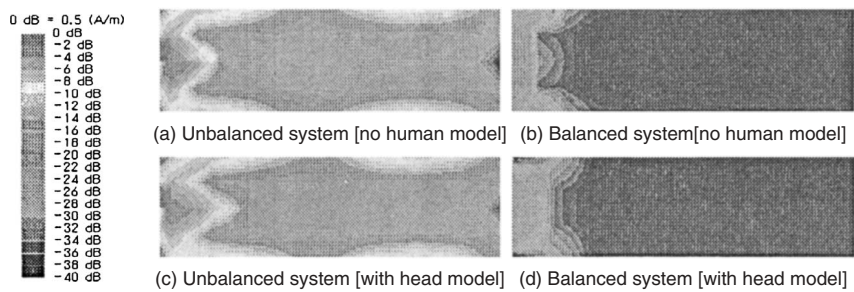 0 dB = 0.5 (A/m)
0 dB
-2 dB
-4 dB
-6 dB
-8 dB
-10 dB
-12 dB
-14 dB
-16 dB
-18 dB
-20 dB
-22 dB
-24 dB
-26 dB
-28 dB
-30 dB
-32 dB
-34 dB
-36 dB
-38 dB
-40 dB
(a) Unbalanced system [no human model]
(b) Balanced system[no human model]
(c) Unbalanced system [with head model]
(d) Balanced system [with head model]